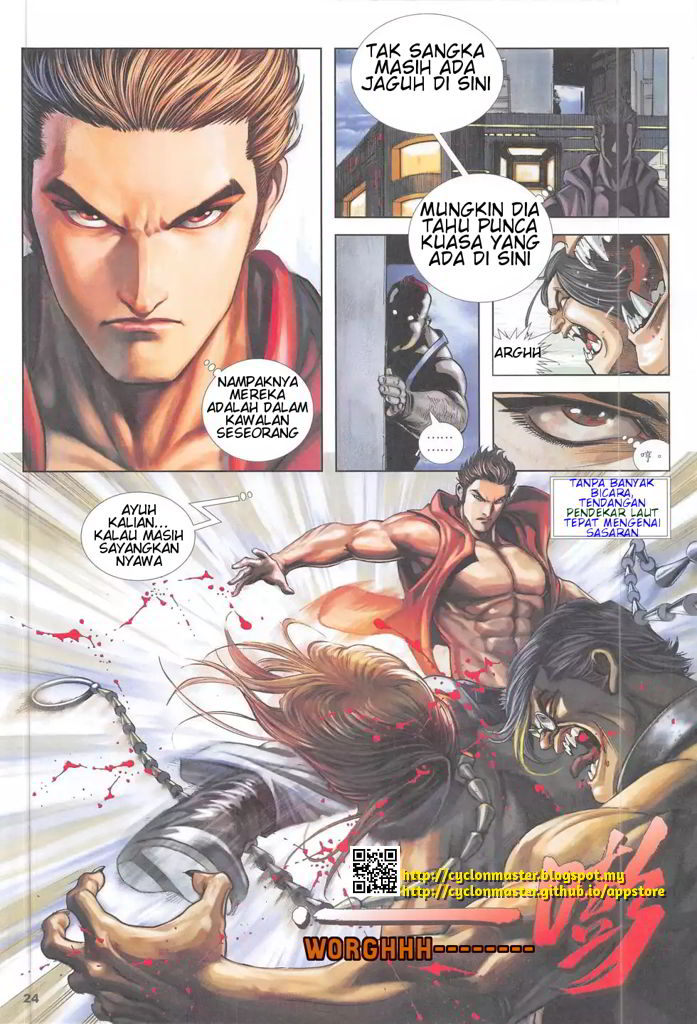 TAK SANGKA
MASIH ADA
JAGUH DI SINI
MUNGKIN DIA
TAHU PUNCA
KUASA YANG
ADA DI SINI
NAMPAKNYA
MEREKA
ADALAH DALAM
KAWALAN
SESEORANG
ARGHH
......
......
TANPA BANYAK
BICARA,
TENDANGAN
PENDEKAR LAUT
TEPAT MENGENAI
SASARAN
AYUH
KALIAN...
KALAU MASIH
SAYANGKAN
NYAWA
http://cyclonmaster.blogspot.my
http://cyclonmaster.github.io/appstore
嘭
WORGHHH--------
24